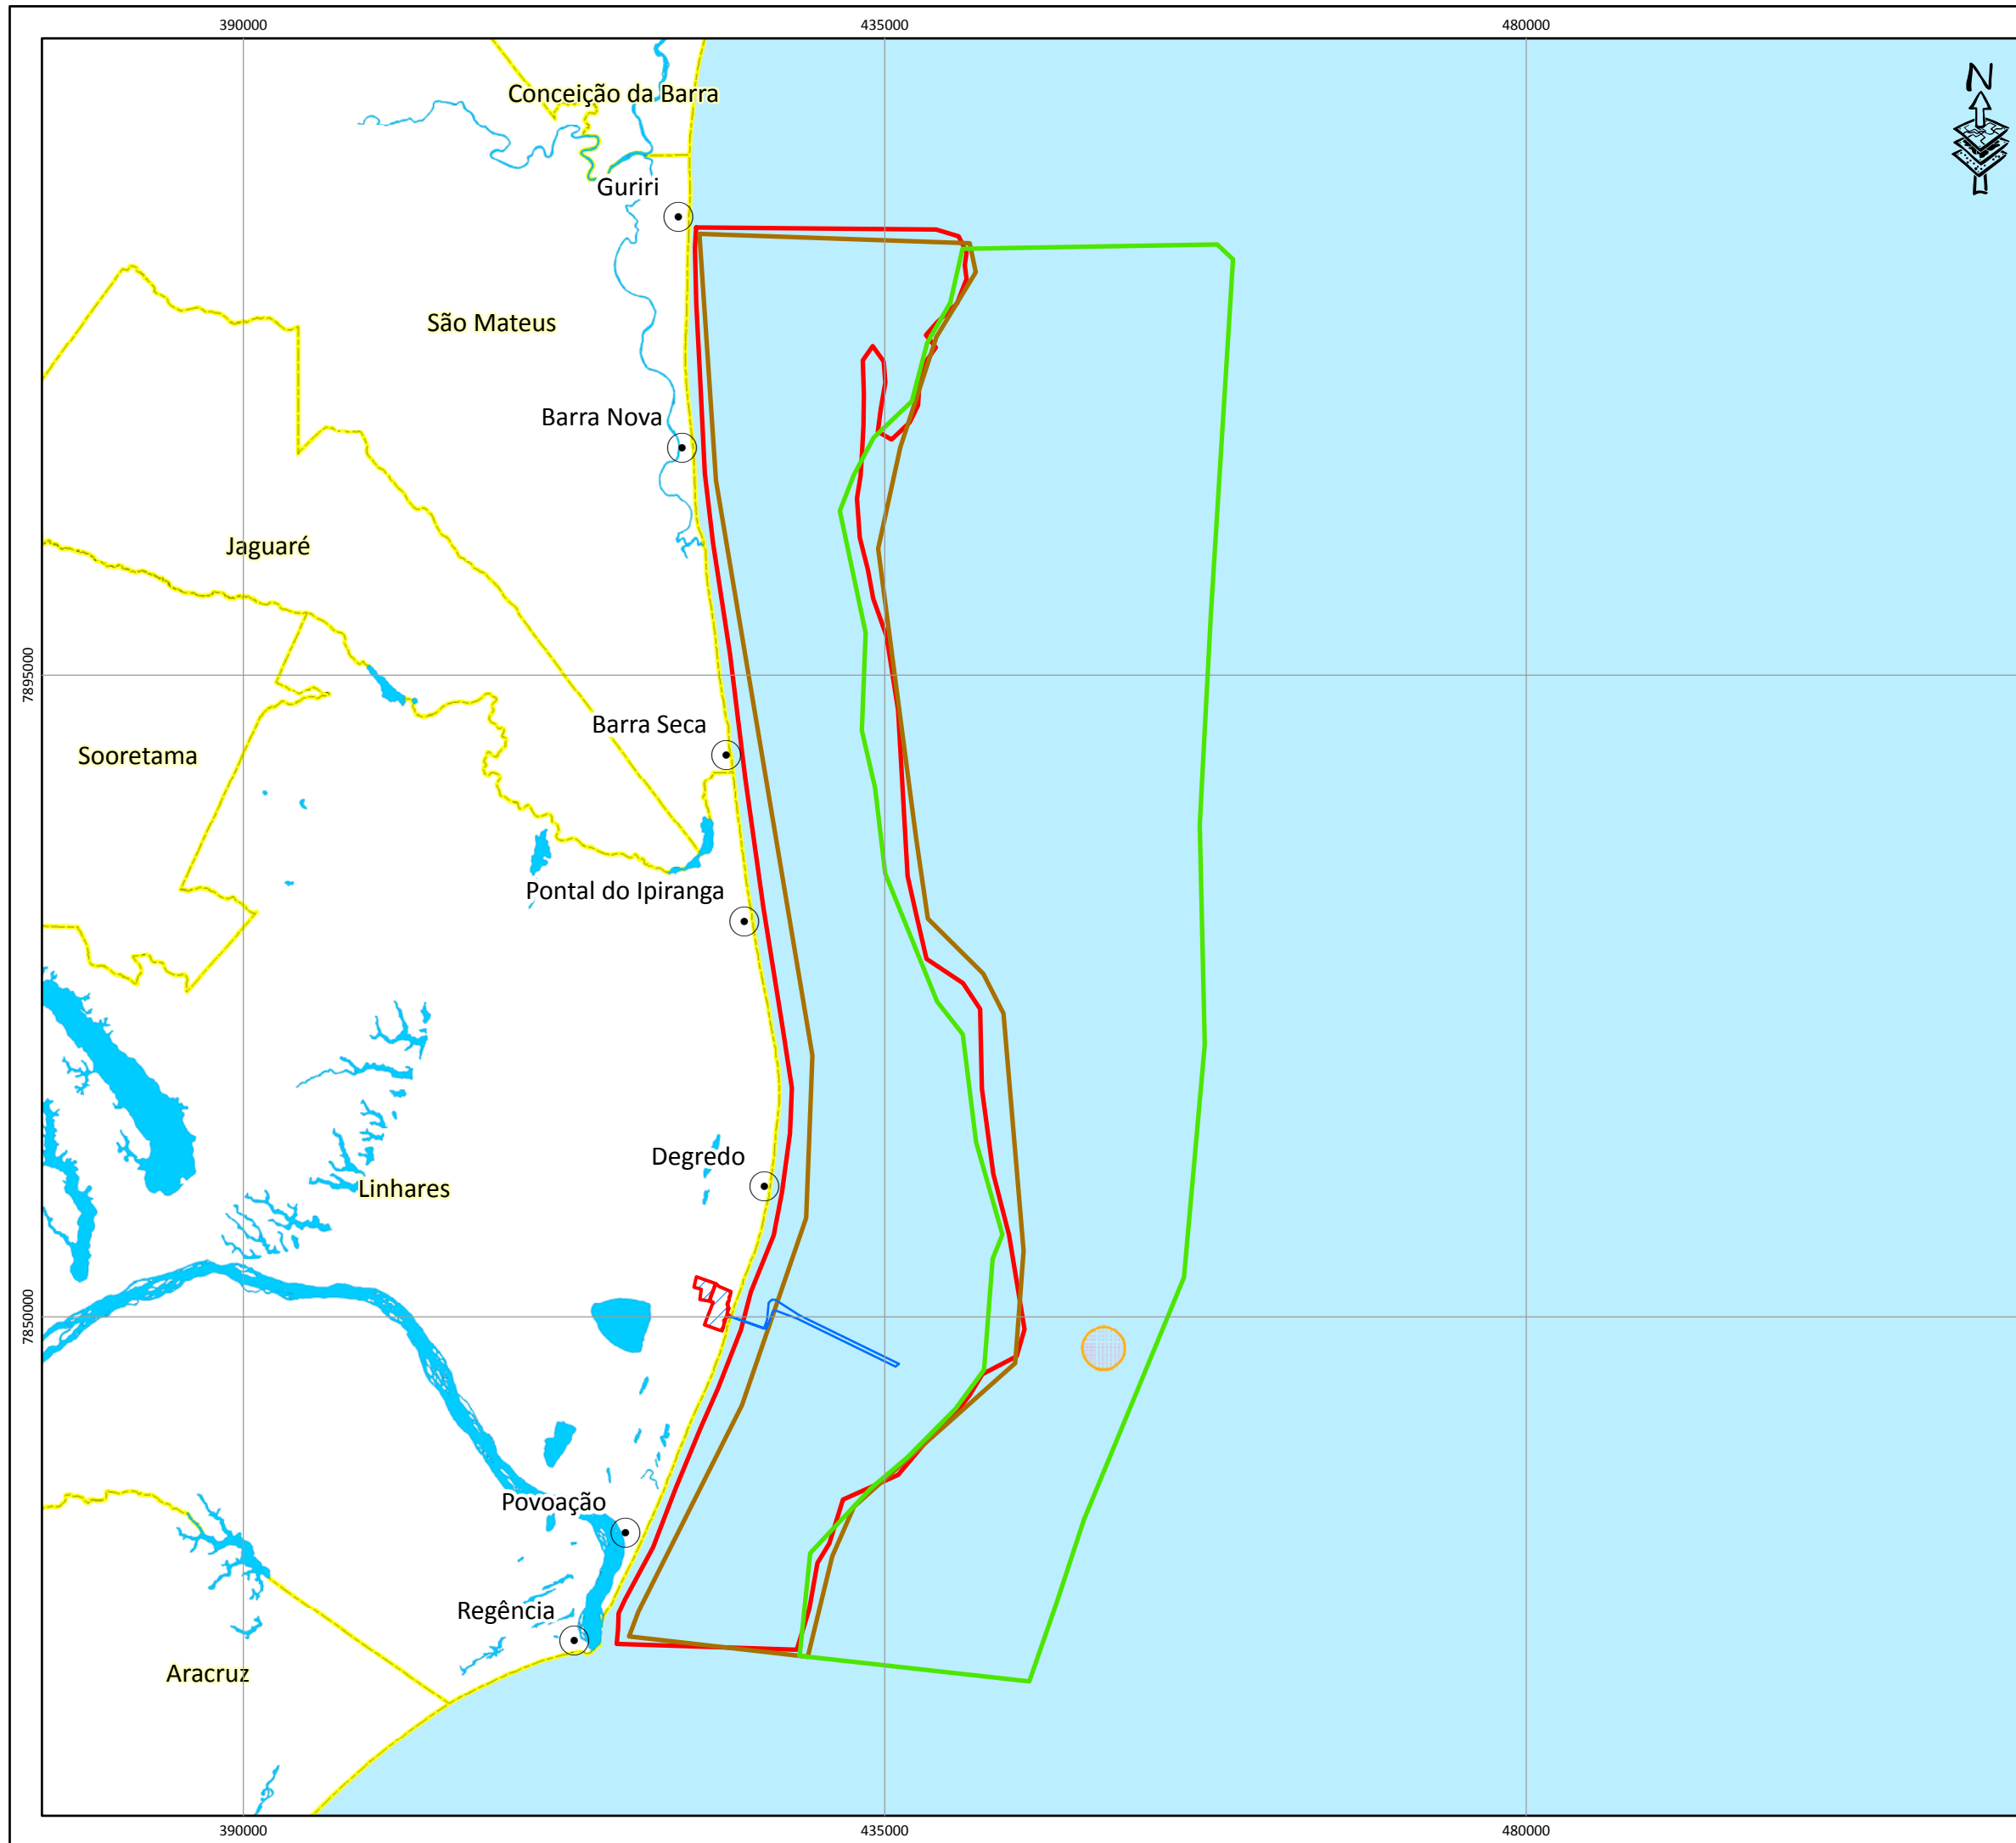 390000
435000
480000
N
Conceição da Barra
Guriri
São Mateus
Barra Nova
Jaguaré
7895000
Barra Seca
Sooretama
Pontal do Ipiranga
Degredo
Linhares
7850000
Povoação
Regência
Aracruz
390000
435000
480000